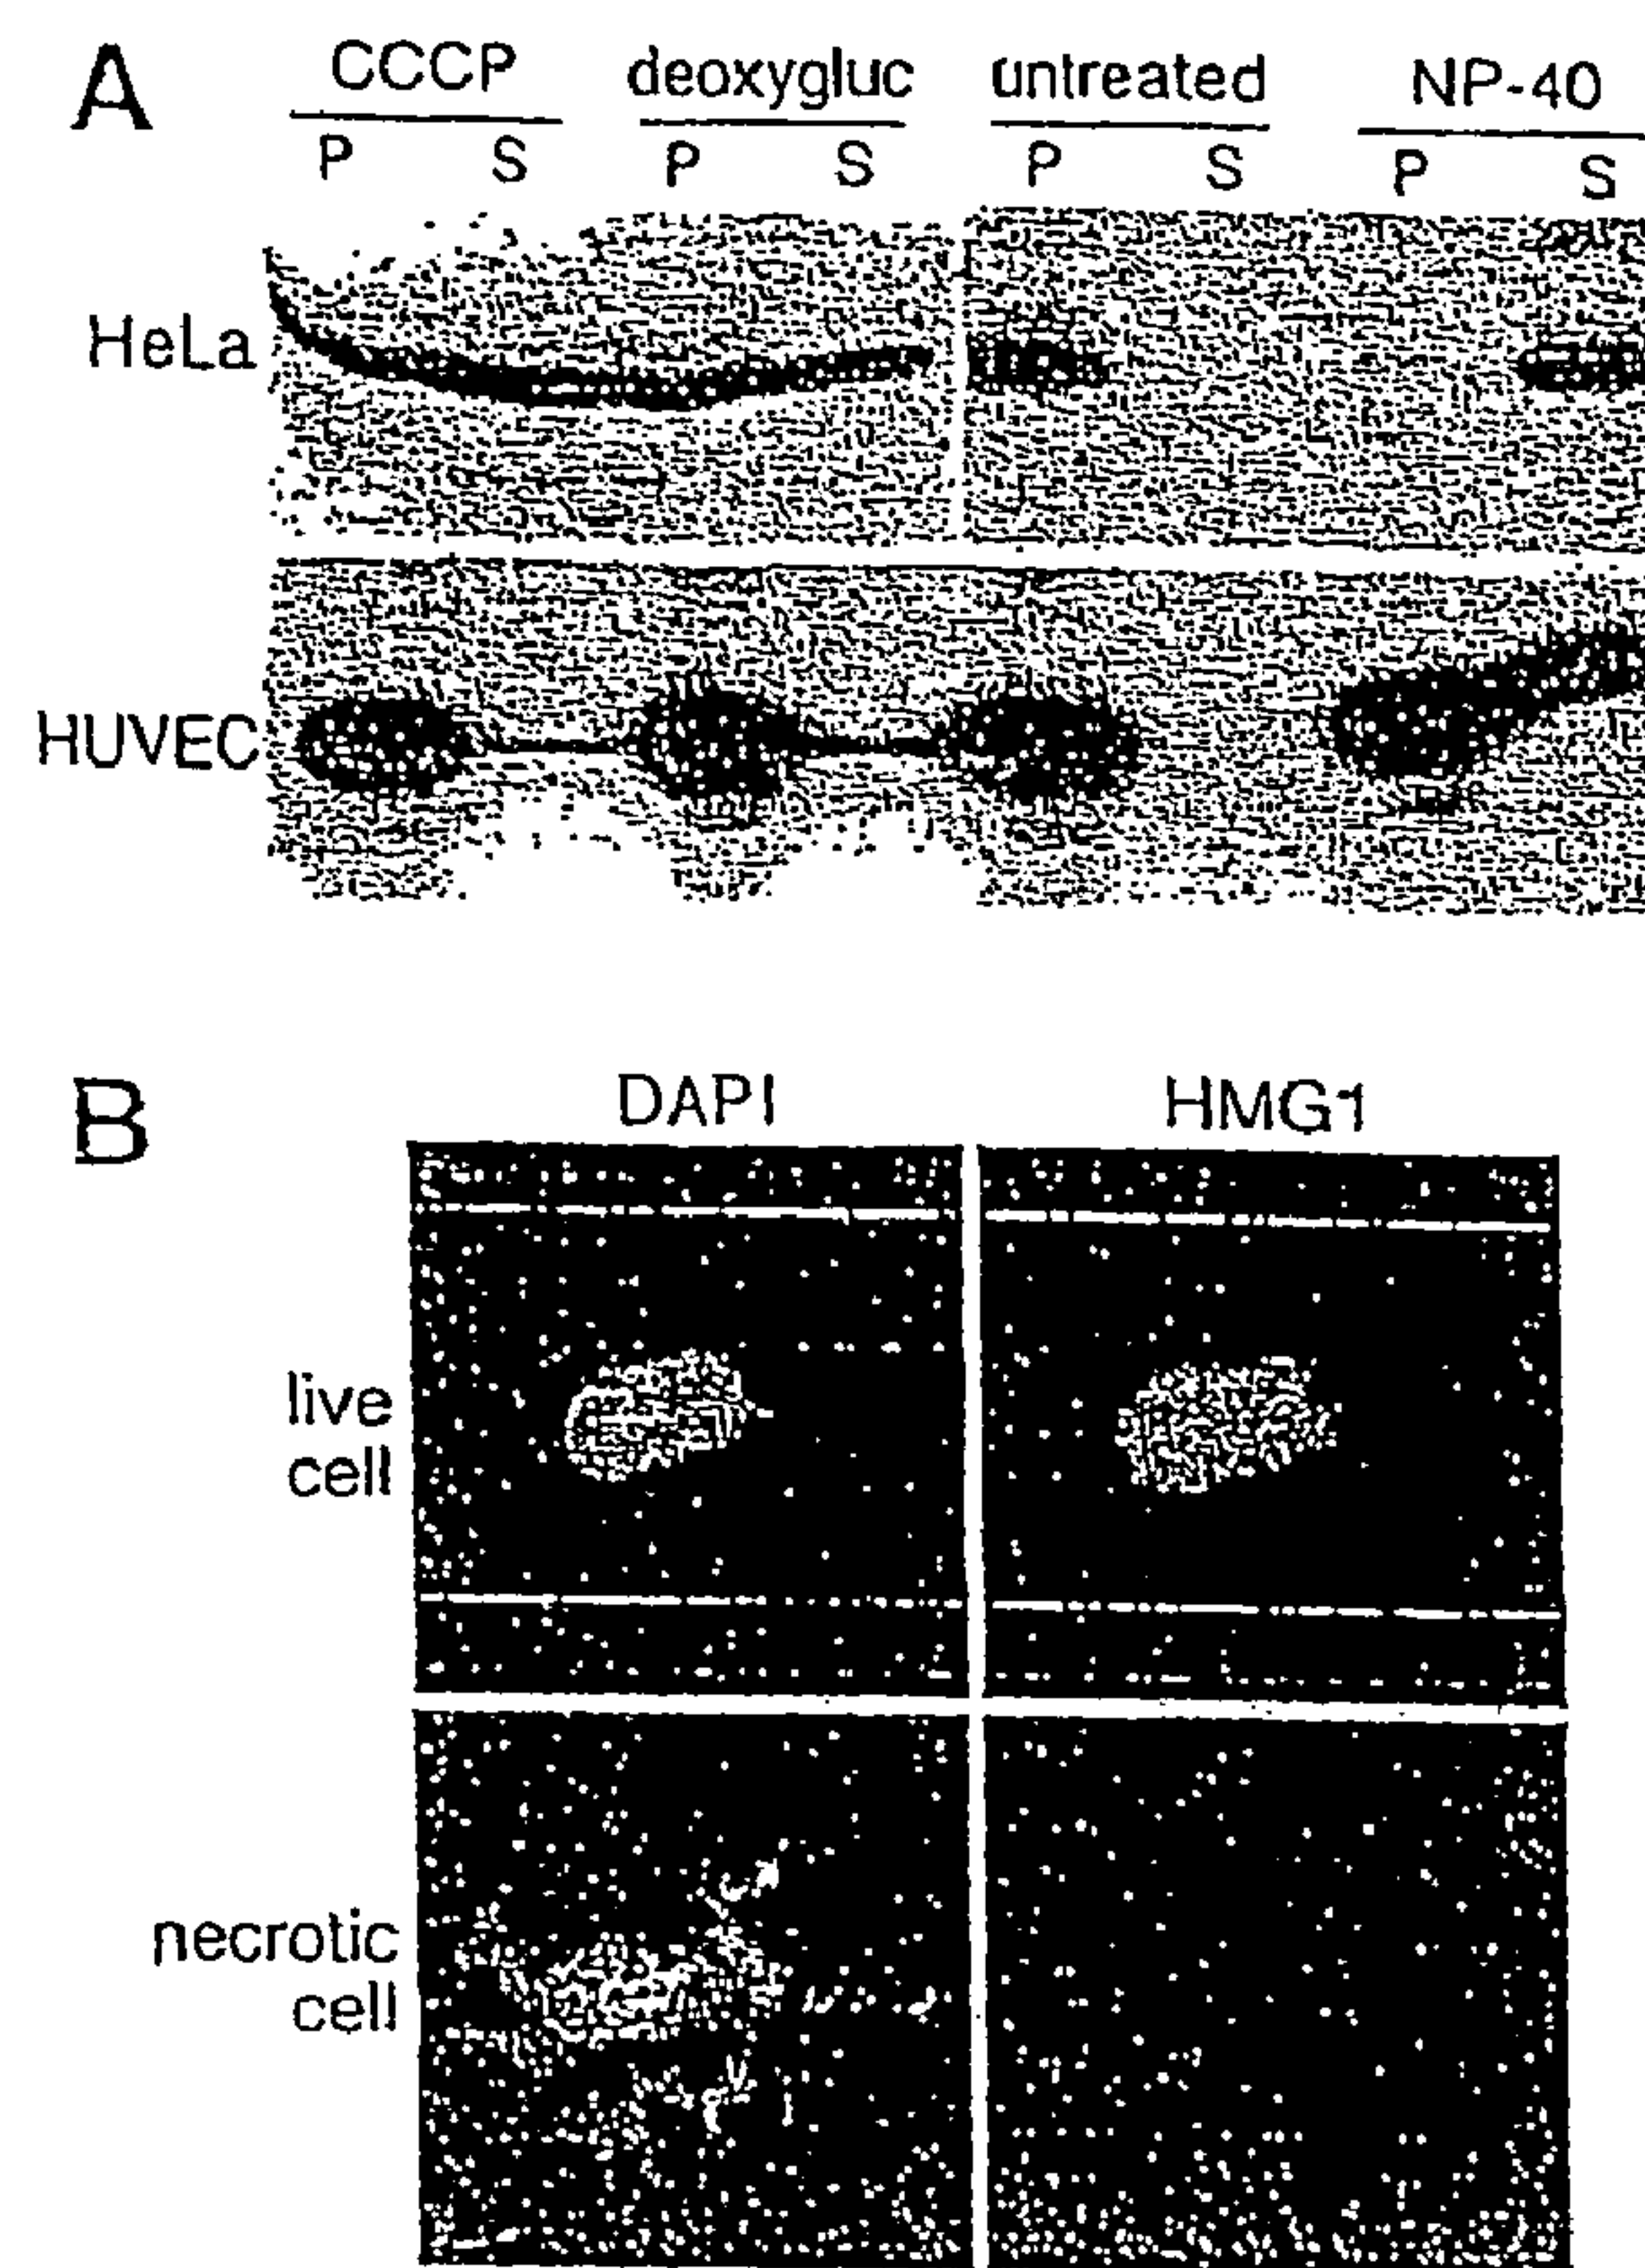 A
CCCP deoxygluc untreated NP-40
P S P S P S P S
HeLa
HUVEC
B
DAPI HMG1
live
cell
necrotic
cell